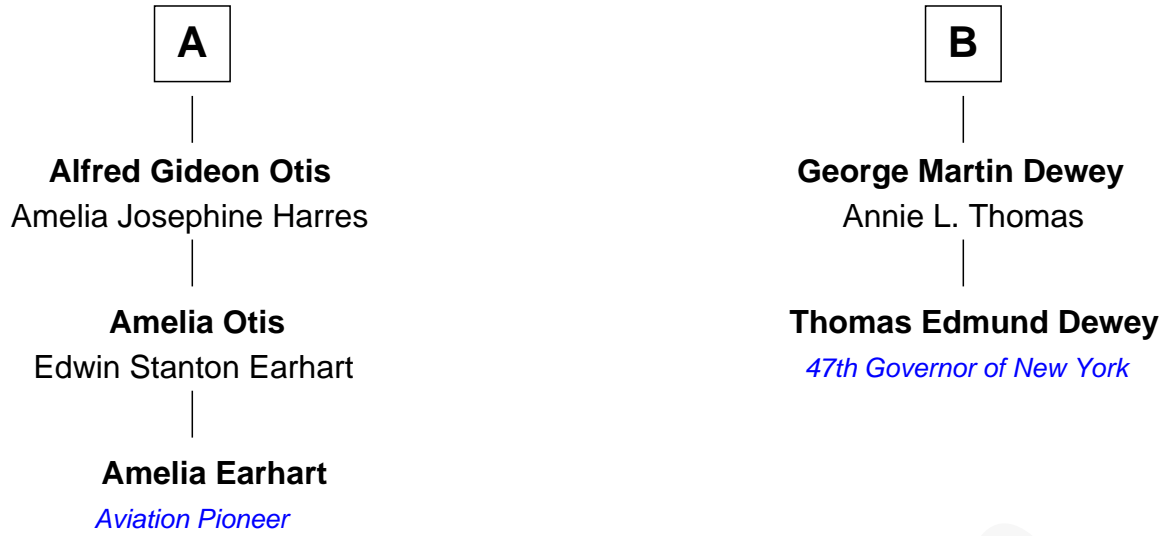 A
Alfred Gideon Otis
Amelia Josephine Harres
Amelia Otis
Edwin Stanton Earhart
Amelia Earhart
Aviation Pioneer
B
George Martin Dewey
Annie L. Thomas
Thomas Edmund Dewey
47th Governor of New York